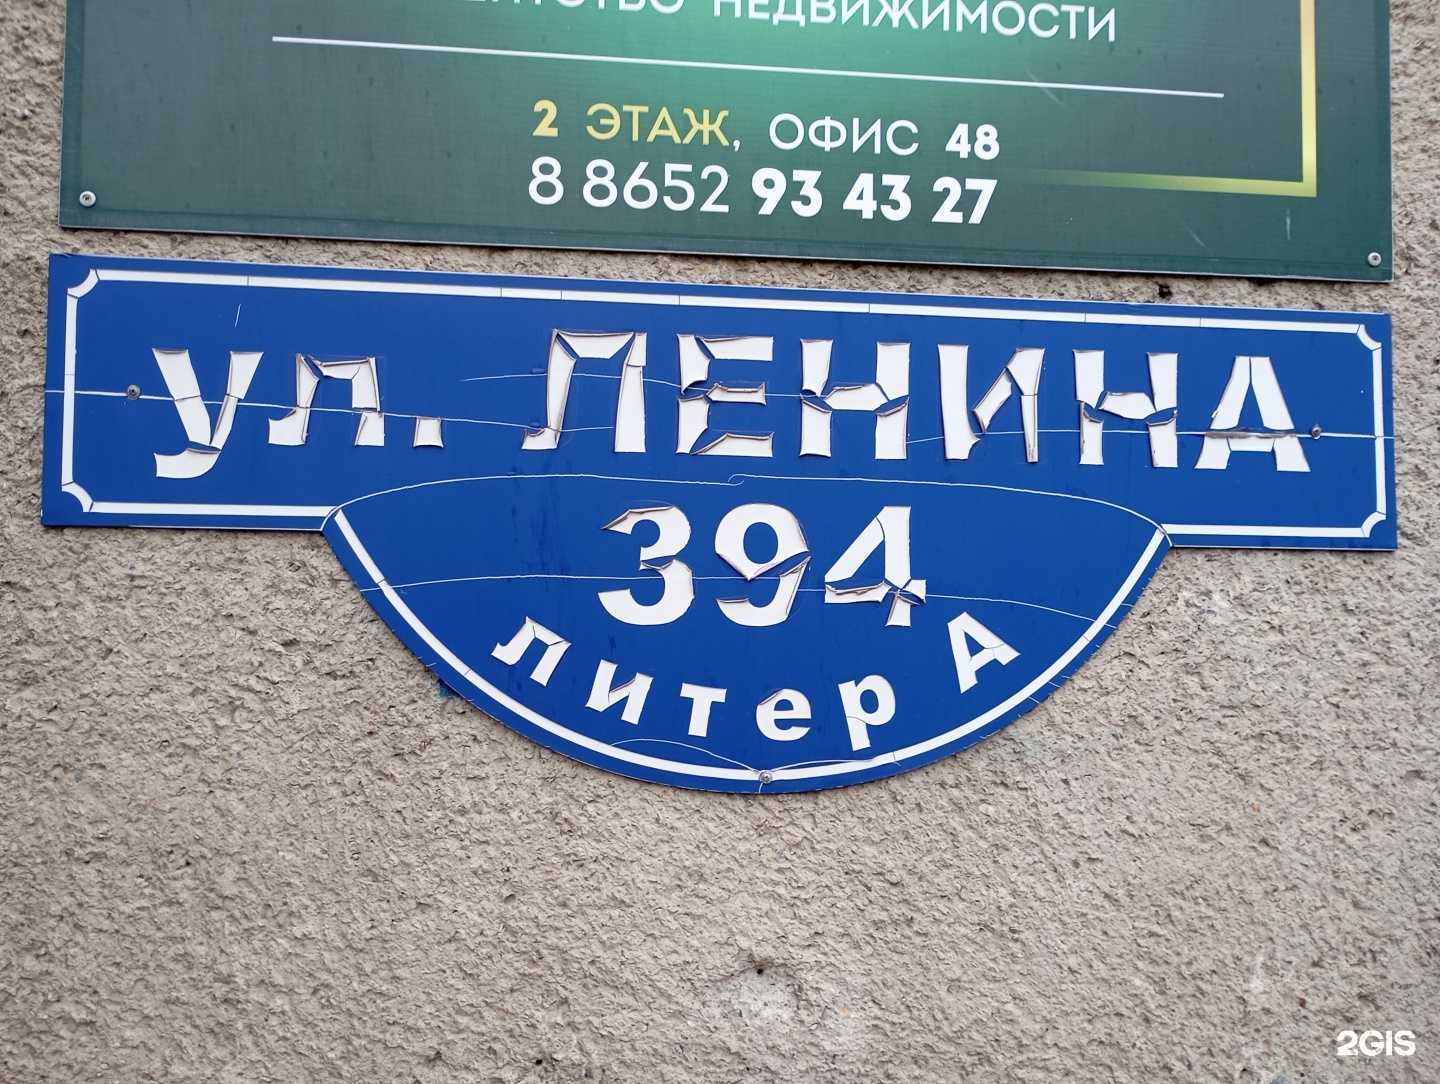 НЕДВИЖИМОСТИ
2 ЭТАЖ, ОФИС 48
8 8652 93 43 27
ул. ЛЕНИНА
394
литер А
2GIS